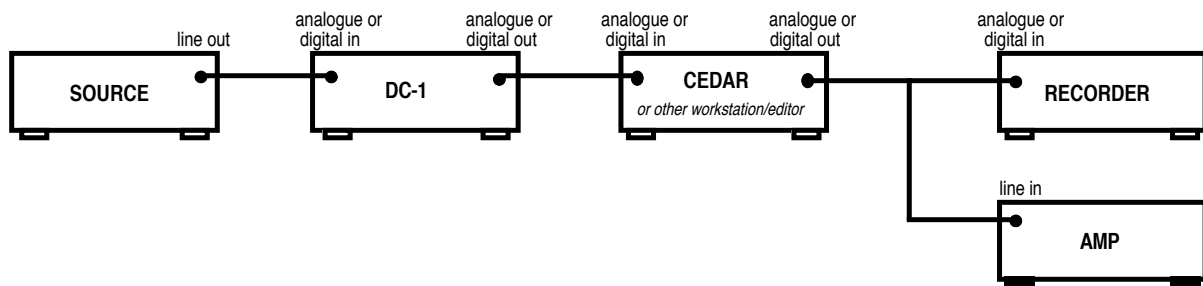 line out
analogue or
digital in
analogue or
digital out
analogue or
digital in
analogue or
digital out
analogue or
digital in
SOURCE
DC-1
CEDAR
or other workstation/editor
RECORDER
line in
AMP